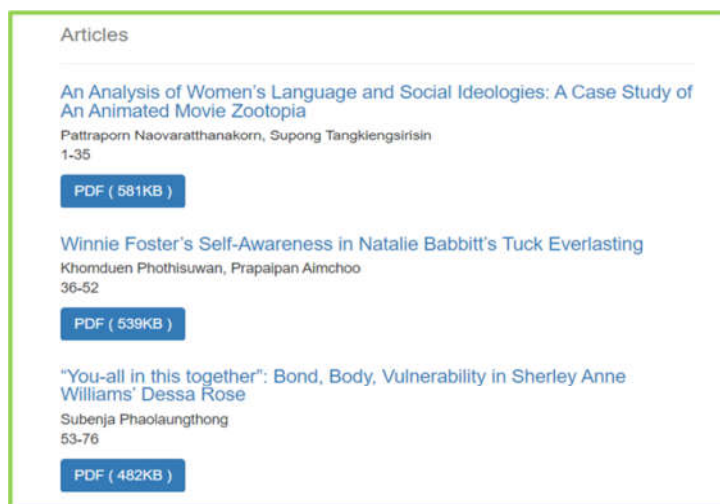 Articles
An Analysis of Women's Language and Social Ideologies: A Case Study of
An Animated Movie Zootopia
Pattraporn Naovaratthanakorn, Supong Tangkiengsirisin
1-35
PDF ( 581KB )
Winnie Foster's Self-Awareness in Natalie Babbitt's Tuck Everlasting
Khomduen Phothisuwan, Prapaipan Aimchoo
36-52
PDF ( 539KB )
"You-all in this together": Bond, Body, Vulnerability in Sherley Anne
Williams' Dessa Rose
Subenja Phaolaungthong
53-76
PDF ( 482KB )